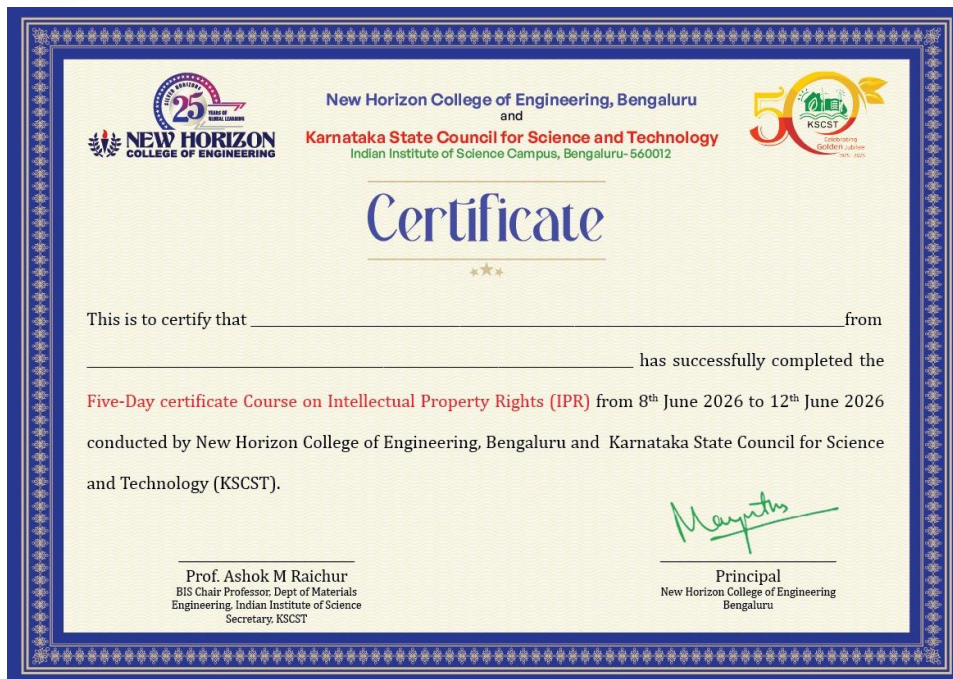 SILVER HORIZONS
25 YEARS OF
GLOBAL LEARNING
NEW HORIZON
COLLEGE OF ENGINEERING
New Horizon College of Engineering, Bengaluru
and
Karnataka State Council for Science and Technology
Indian Institute of Science Campus, Bengaluru-560012
50
KSCST
Celebrating
Golden Jubilee
1975 - 2025
Certificate
This is to certify that from
has successfully completed the
Five-Day certificate Course on Intellectual Property Rights (IPR) from 8th June 2026 to 12th June 2026
conducted by New Horizon College of Engineering, Bengaluru and Karnataka State Council for Science
and Technology (KSCST).
Prof. Ashok M Raichur
BIS Chair Professor, Dept of Materials
Engineering, Indian Institute of Science
Secretary, KSCST
Principal
New Horizon College of Engineering
Bengaluru